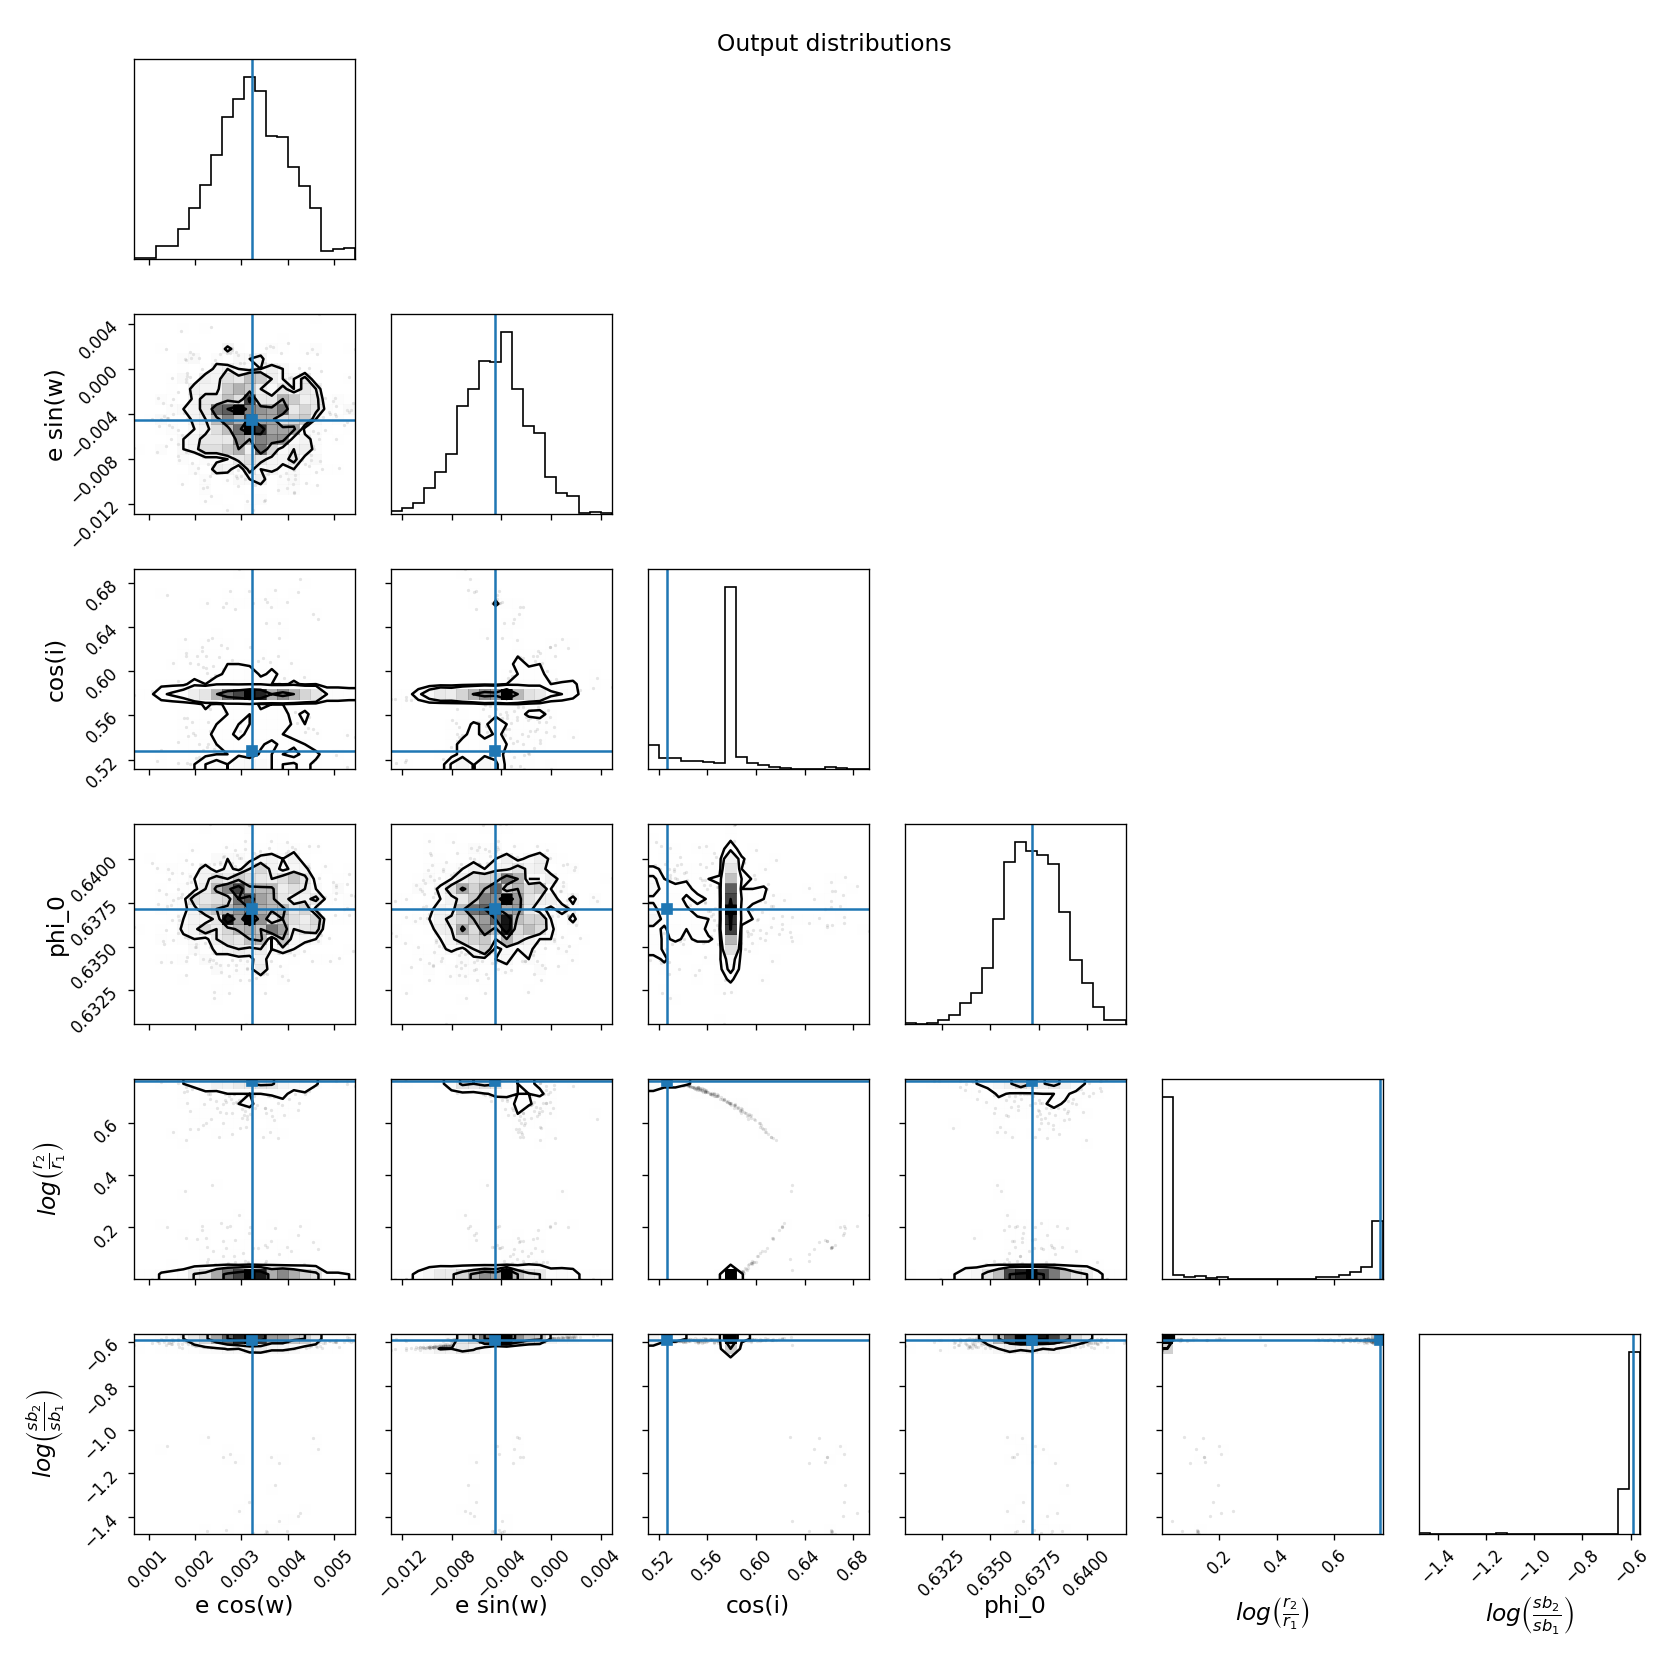 Output distributions
e sin(w)
0.004
0.000
−0.004
−0.008
−0.012
cos(i)
0.68
0.64
0.60
0.56
0.52
phi_0
0.6400
0.6375
0.6350
0.6325
log(r₂/r₁)
0.6
0.4
0.2
log(sb₂/sb₁)
−0.6
−0.8
−1.0
−1.2
−1.4
0.001 0.002 0.003 0.004 0.005
e cos(w)
−0.012 −0.008 −0.004 0.000 0.004
e sin(w)
0.52 0.56 0.60 0.64 0.68
cos(i)
0.6325 0.6350 0.6375 0.6400
phi_0
0.2 0.4 0.6
log(r₂/r₁)
−1.4 −1.2 −1.0 −0.8 −0.6
log(sb₂/sb₁)